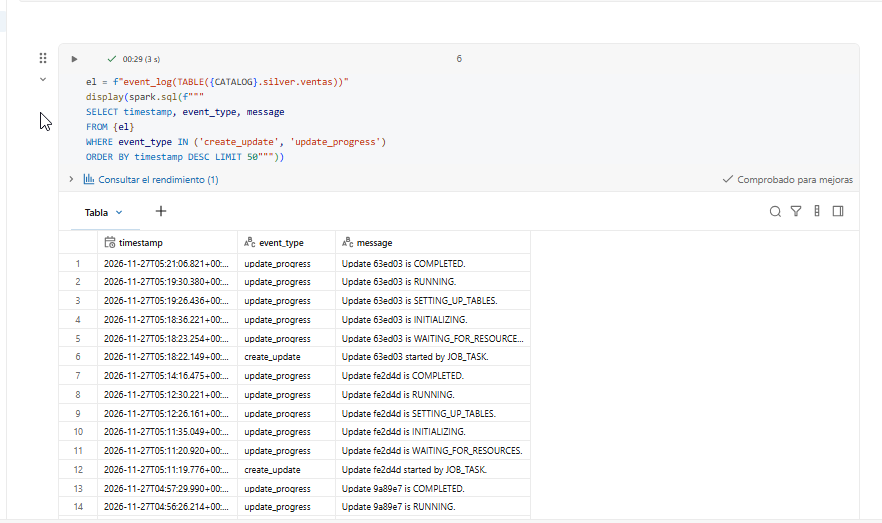 00:29 (3 s)
6
el = f"event_log(TABLE({CATALOG}.silver.ventas))"
display(spark.sql(f"""
SELECT timestamp, event_type, message
FROM {el}
WHERE event_type IN ('create_update', 'update_progress')
ORDER BY timestamp DESC LIMIT 50"""))
Consultar el rendimiento (1)
Comprobado para mejoras
Tabla
timestamp event_type message
1 2026-11-27T05:21:06.821+00:... update_progress Update 63ed03 is COMPLETED.
2 2026-11-27T05:19:30.380+00:... update_progress Update 63ed03 is RUNNING.
3 2026-11-27T05:19:26.436+00:... update_progress Update 63ed03 is SETTING_UP_TABLES.
4 2026-11-27T05:18:36.221+00:... update_progress Update 63ed03 is INITIALIZING.
5 2026-11-27T05:18:23.254+00:... update_progress Update 63ed03 is WAITING_FOR_RESOURCE...
6 2026-11-27T05:18:22.149+00:... create_update Update 63ed03 started by JOB_TASK.
7 2026-11-27T05:14:16.475+00:... update_progress Update fe2d4d is COMPLETED.
8 2026-11-27T05:12:30.221+00:... update_progress Update fe2d4d is RUNNING.
9 2026-11-27T05:12:26.161+00:... update_progress Update fe2d4d is SETTING_UP_TABLES.
10 2026-11-27T05:11:35.049+00:... update_progress Update fe2d4d is INITIALIZING.
11 2026-11-27T05:11:20.920+00:... update_progress Update fe2d4d is WAITING_FOR_RESOURCES.
12 2026-11-27T05:11:19.776+00:... create_update Update fe2d4d started by JOB_TASK.
13 2026-11-27T04:57:29.990+00:... update_progress Update 9a89e7 is COMPLETED.
14 2026-11-27T04:56:26.214+00:... update_progress Update 9a89e7 is RUNNING.